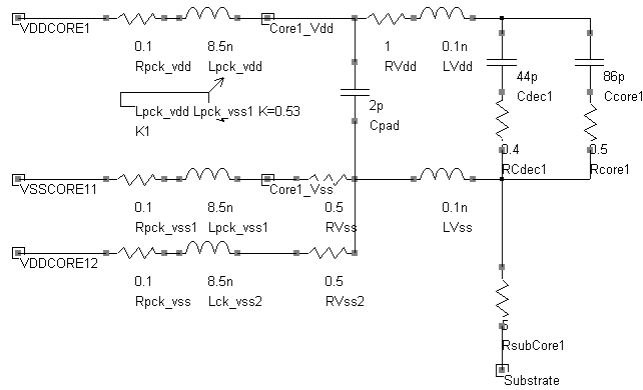 VDDCORE1
0.1
Rpck_vdd
8.5n
Lpck_vdd
Core1_Vdd
1
RVdd
0.1n
LVdd
44p
Cdec1
86p
Ccore1
Lpck_vdd Lpck_vss1 K=0.53
K1
2p
Cpad
0.4
RCdec1
0.5
Rcore1
VSSCORE11
0.1
Rpck_vss1
8.5n
Lpck_vss1
Core1_Vss
0.5
RVss
0.1n
LVss
VDDCORE12
0.1
Rpck_vss
8.5n
Lck_vss2
0.5
RVss2
RsubCore1
Substrate